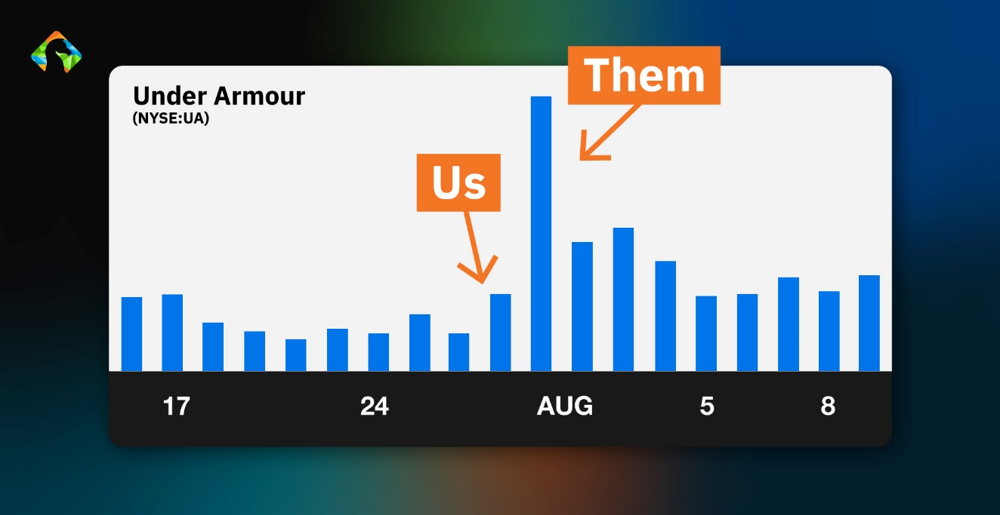 Them
Under Armour
(NYSE:UA)
Us
17
24
AUG
5
8